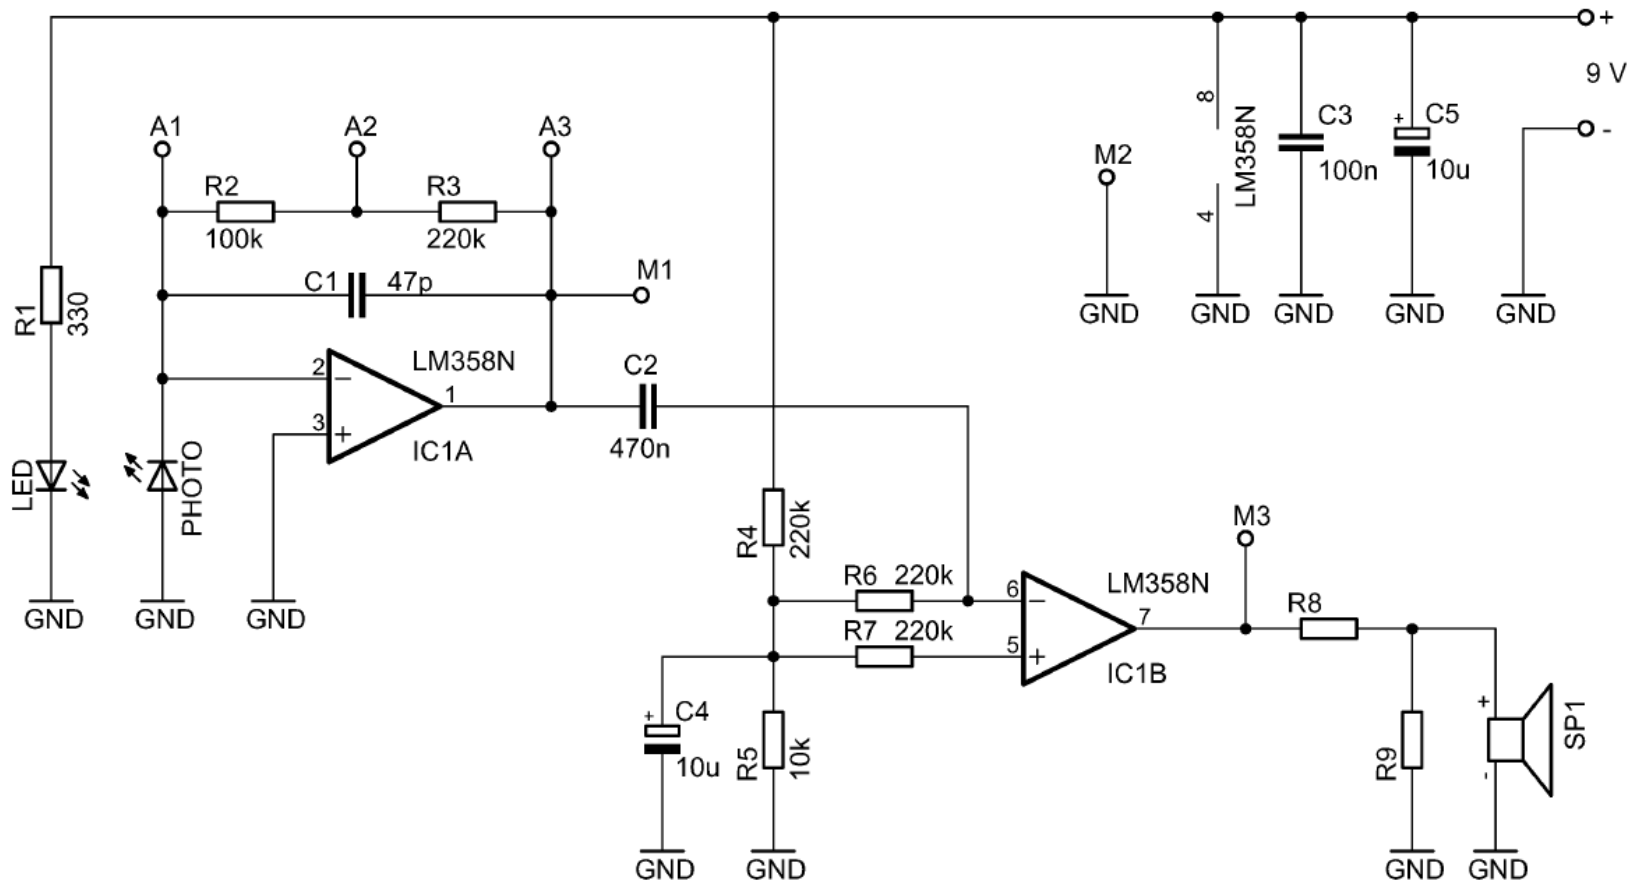 +
9 V
-
A1
A2
A3
R2
100k
R3
220k
C1
47p
M1
R1
330
LM358N
2
−
3
+
1
IC1A
C2
470n
LED
PHOTO
GND
GND
GND
M2
GND
8
4
LM358N
GND
C3
100n
GND
+
C5
10u
GND
GND
R4
220k
R6 220k
R7 220k
6
−
5
+
LM358N
7
IC1B
M3
R8
+
C4
10u
R5
10k
R9
+
-
SP1
GND
GND
GND
GND